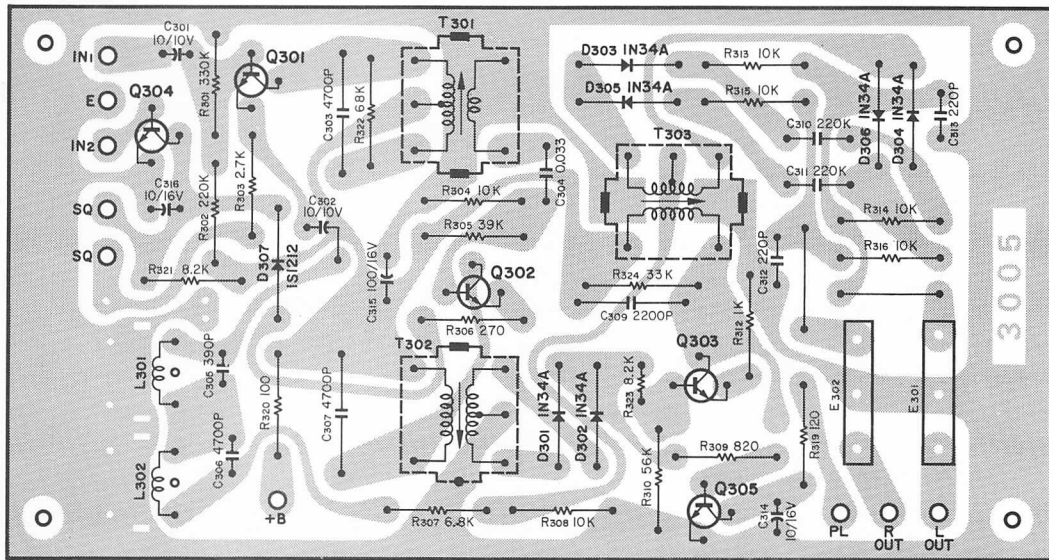 IN1
E
IN2
SQ
SQ
C301
10/10V
Q304
C316
10/16V
R301 330K
R302 220K
Q301
R303 2.7K
R321 8.2K
D307
1S1212
C302
10/10V
C303 4700P
R322 68K
T301
R304 10K
R305 39K
C304 0.033
C315 100/16V
Q302
R306 270
T302
L301
C305 390P
L302
C306 4700P
R320 100
C307 4700P
+B
R307 6.8K
R308 10K
D301 1N34A
D302 1N34A
D303 1N34A
D305 1N34A
T303
R324 33K
C309 2200P
R323 8.2K
R310 56K
Q303
R309 820
Q305
C314
10/16V
R312 1K
C312 220P
R319 120
R313 10K
R315 10K
C310 220K
C311 220K
D306 1N34A
D304 1N34A
C313 220P
R314 10K
R316 10K
E302
E301
PL
R
OUT
L
OUT
3005